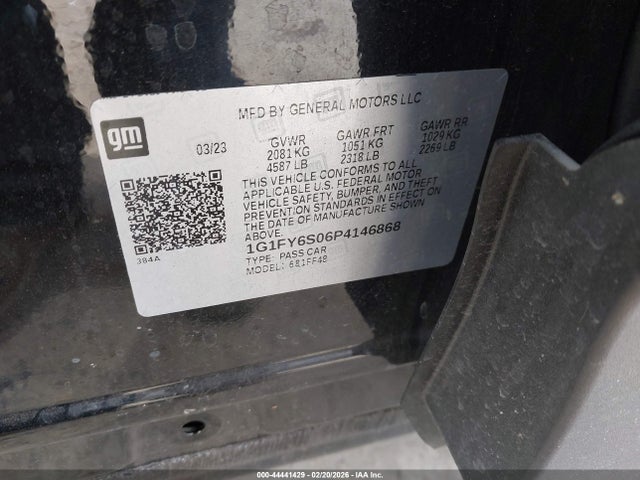 MFD BY GENERAL MOTORS LLC
gm
03/23
GVWR
2081 KG
4587 LB
GAWR FRT
1051 KG
2318 LB
GAWR RR
1029 KG
2269 LB
THIS VEHICLE CONFORMS TO ALL
APPLICABLE U.S. FEDERAL MOTOR
VEHICLE SAFETY, BUMPER, AND THEFT
PREVENTION STANDARDS IN EFFECT ON
THE DATE OF MANUFACTURE SHOWN
ABOVE.
1G1FY6S06P4146868
TYPE: PASS CAR
MODEL: 681FF48
384A
000-44441429 - 02/20/2026 - IAAI.COM